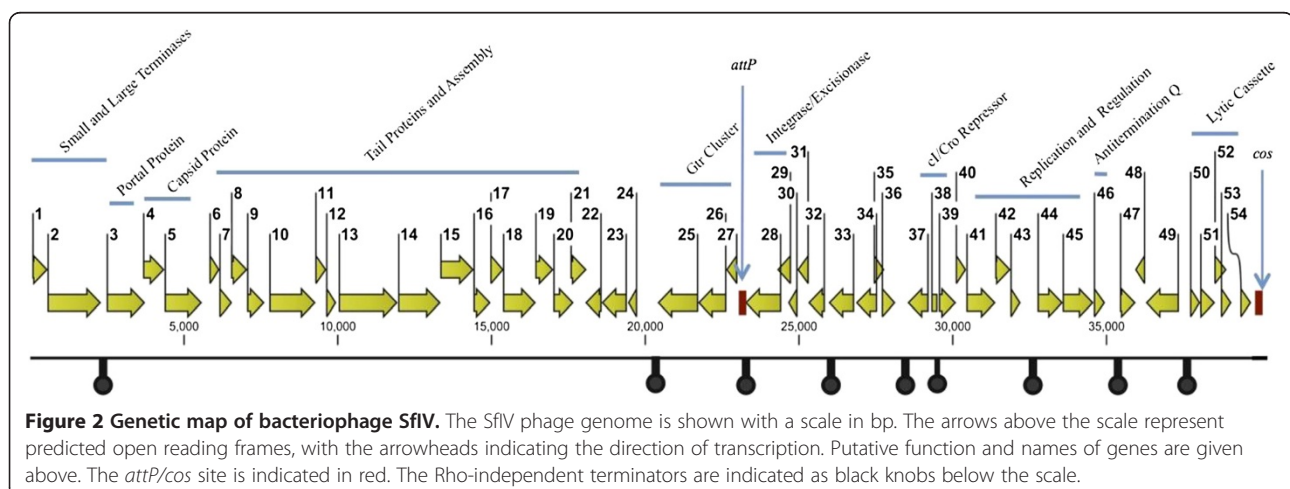 Small and Large Terminases
Portal Protein
Capsid Protein
Tail Proteins and Assembly
Gtr Cluster
attP
Integrase/Excisionase
cI/Cro Repressor
Replication and Regulation
Antitermination Q
Lytic Cassette
cos
1 2 3 4 5 6 7 8 9 10 11 12 13 14 15 16 17 18 19 20 21 22 23 24 25 26 27 28 29 30 31 32 33 34 35 36 37 38 39 40 41 42 43 44 45 46 47 48 49 50 51 52 53 54
5,000 10,000 15,000 20,000 25,000 30,000 35,000
Figure 2 Genetic map of bacteriophage SfIV. The SfIV phage genome is shown with a scale in bp. The arrows above the scale represent
predicted open reading frames, with the arrowheads indicating the direction of transcription. Putative function and names of genes are given
above. The attP/cos site is indicated in red. The Rho-independent terminators are indicated as black knobs below the scale.